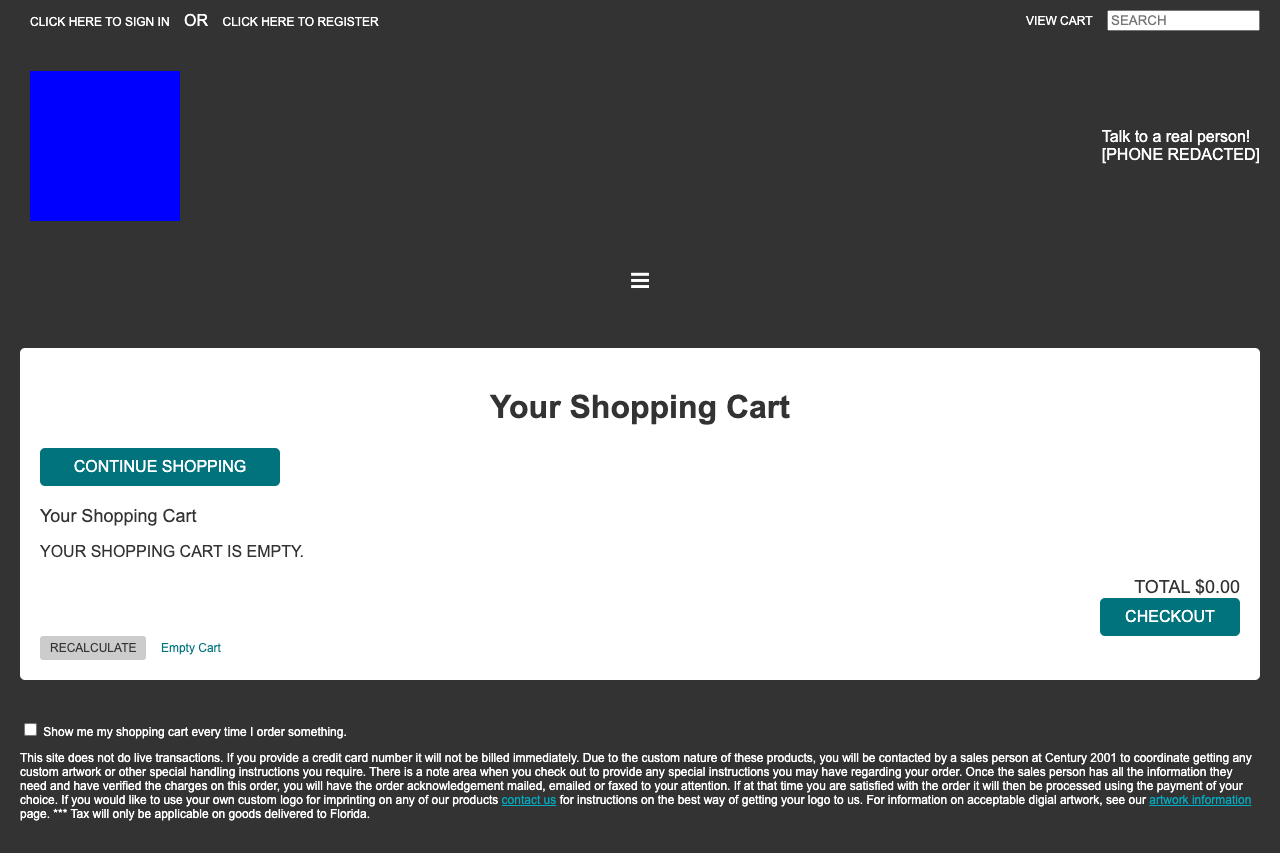 CLICK HERE TO SIGN IN OR CLICK HERE TO REGISTER VIEW CART SEARCH
Talk to a real person!
[PHONE REDACTED]
Your Shopping Cart
CONTINUE SHOPPING
Your Shopping Cart
YOUR SHOPPING CART IS EMPTY.
TOTAL $0.00
CHECKOUT
RECALCULATE Empty Cart
Show me my shopping cart every time I order something.
This site does not do live transactions. If you provide a credit card number it will not be billed immediately. Due to the custom nature of these products, you will be contacted by a sales person at Century 2001 to coordinate getting any
custom artwork or other special handling instructions you require. There is a note area when you check out to provide any special instructions you may have regarding your order. Once the sales person has all the information they
need and have verified the charges on this order, you will have the order acknowledgement mailed, emailed or faxed to your attention. If at that time you are satisfied with the order it will then be processed using the payment of your
choice. If you would like to use your own custom logo for imprinting on any of our products contact us for instructions on the best way of getting your logo to us. For information on acceptable digial artwork, see our artwork information
page. *** Tax will only be applicable on goods delivered to Florida.